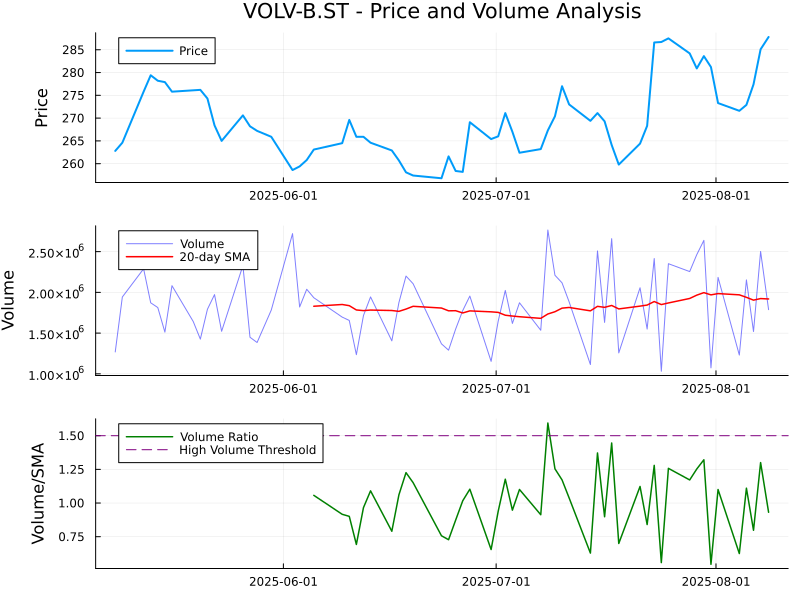 VOLV-B.ST - Price and Volume Analysis
Price
Price
285
280
275
270
265
260
2025-06-01 2025-07-01 2025-08-01
Volume
Volume
20-day SMA
2.50×10⁶
2.00×10⁶
1.50×10⁶
1.00×10⁶
2025-06-01 2025-07-01 2025-08-01
Volume/SMA
Volume Ratio
High Volume Threshold
1.50
1.25
1.00
0.75
2025-06-01 2025-07-01 2025-08-01